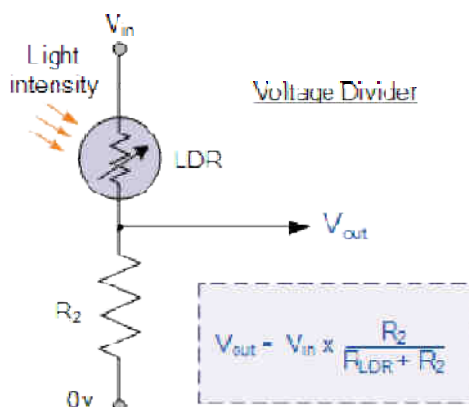 Vin
Light
intensity
Voltage Divider
LDR
Vout
R2
Vout = Vin x R2 / RLDR + R2
0v